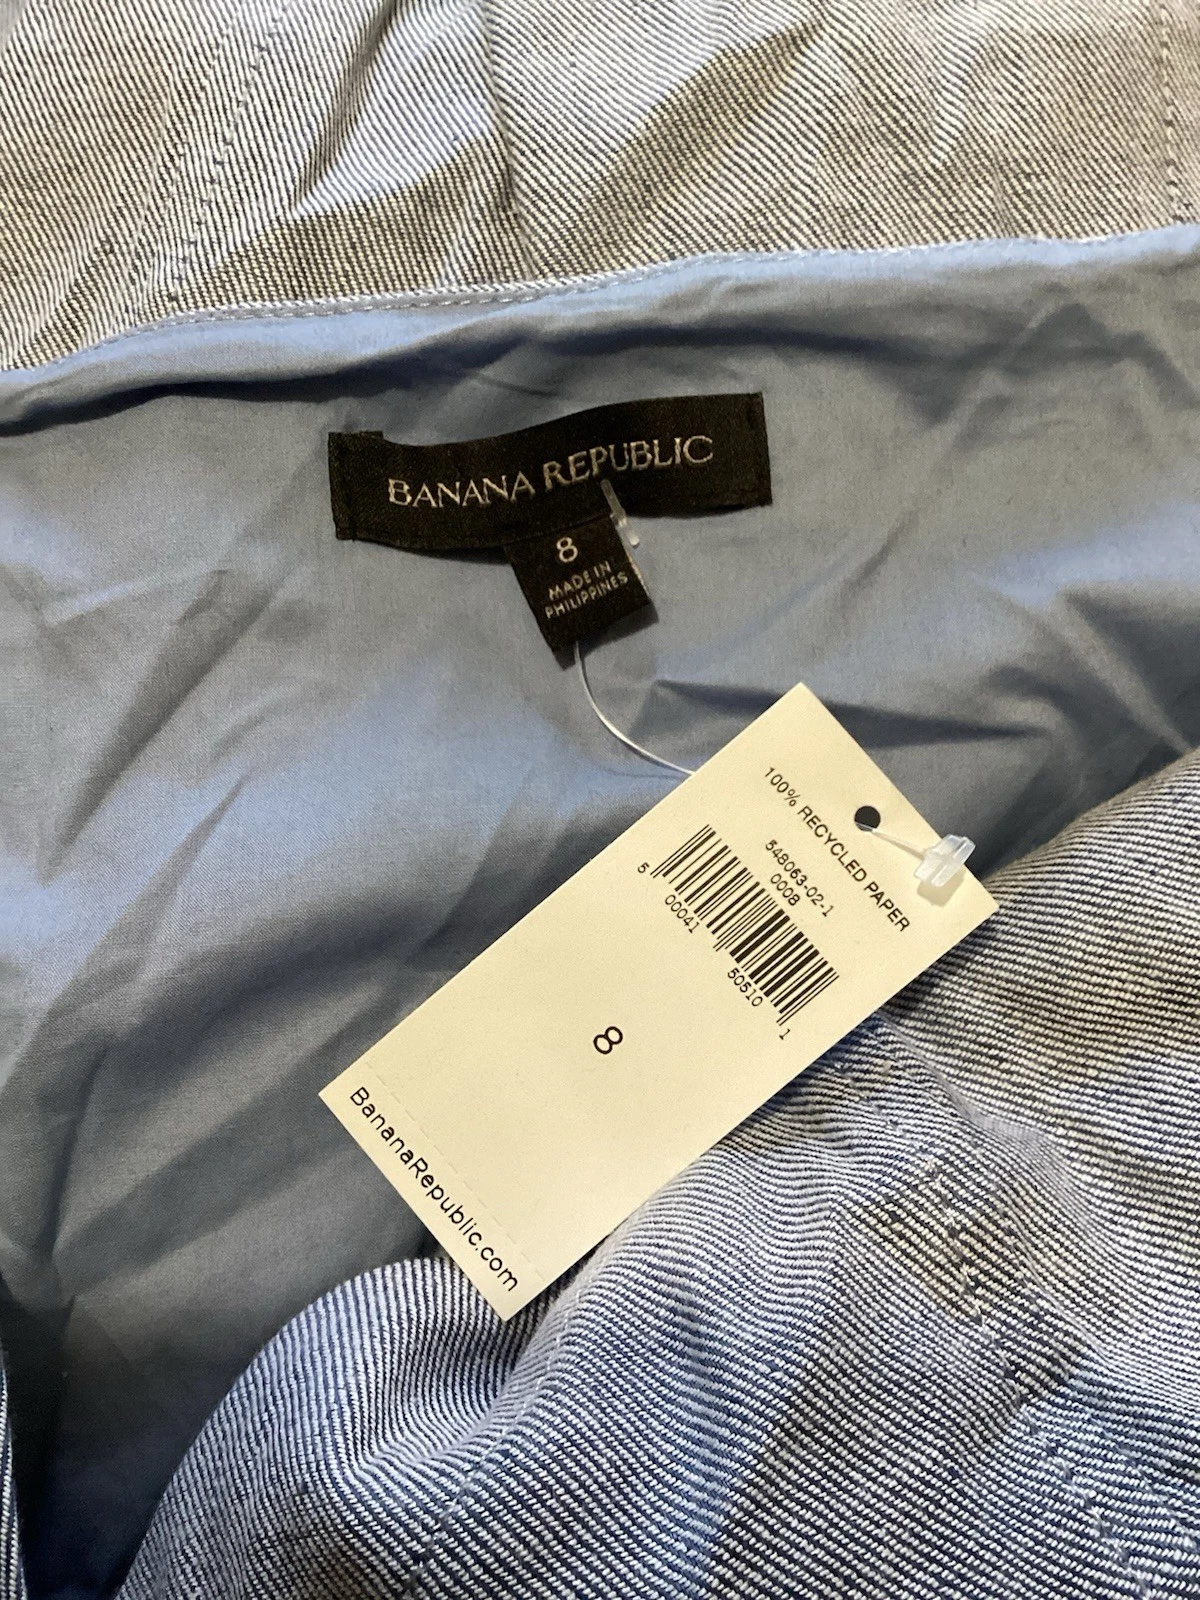 BANANA REPUBLIC
8
MADE IN
PHILIPPINES
100% RECYCLED PAPER
548063-02-1
0008
5 00041 50510 1
8
BananaRepublic.com